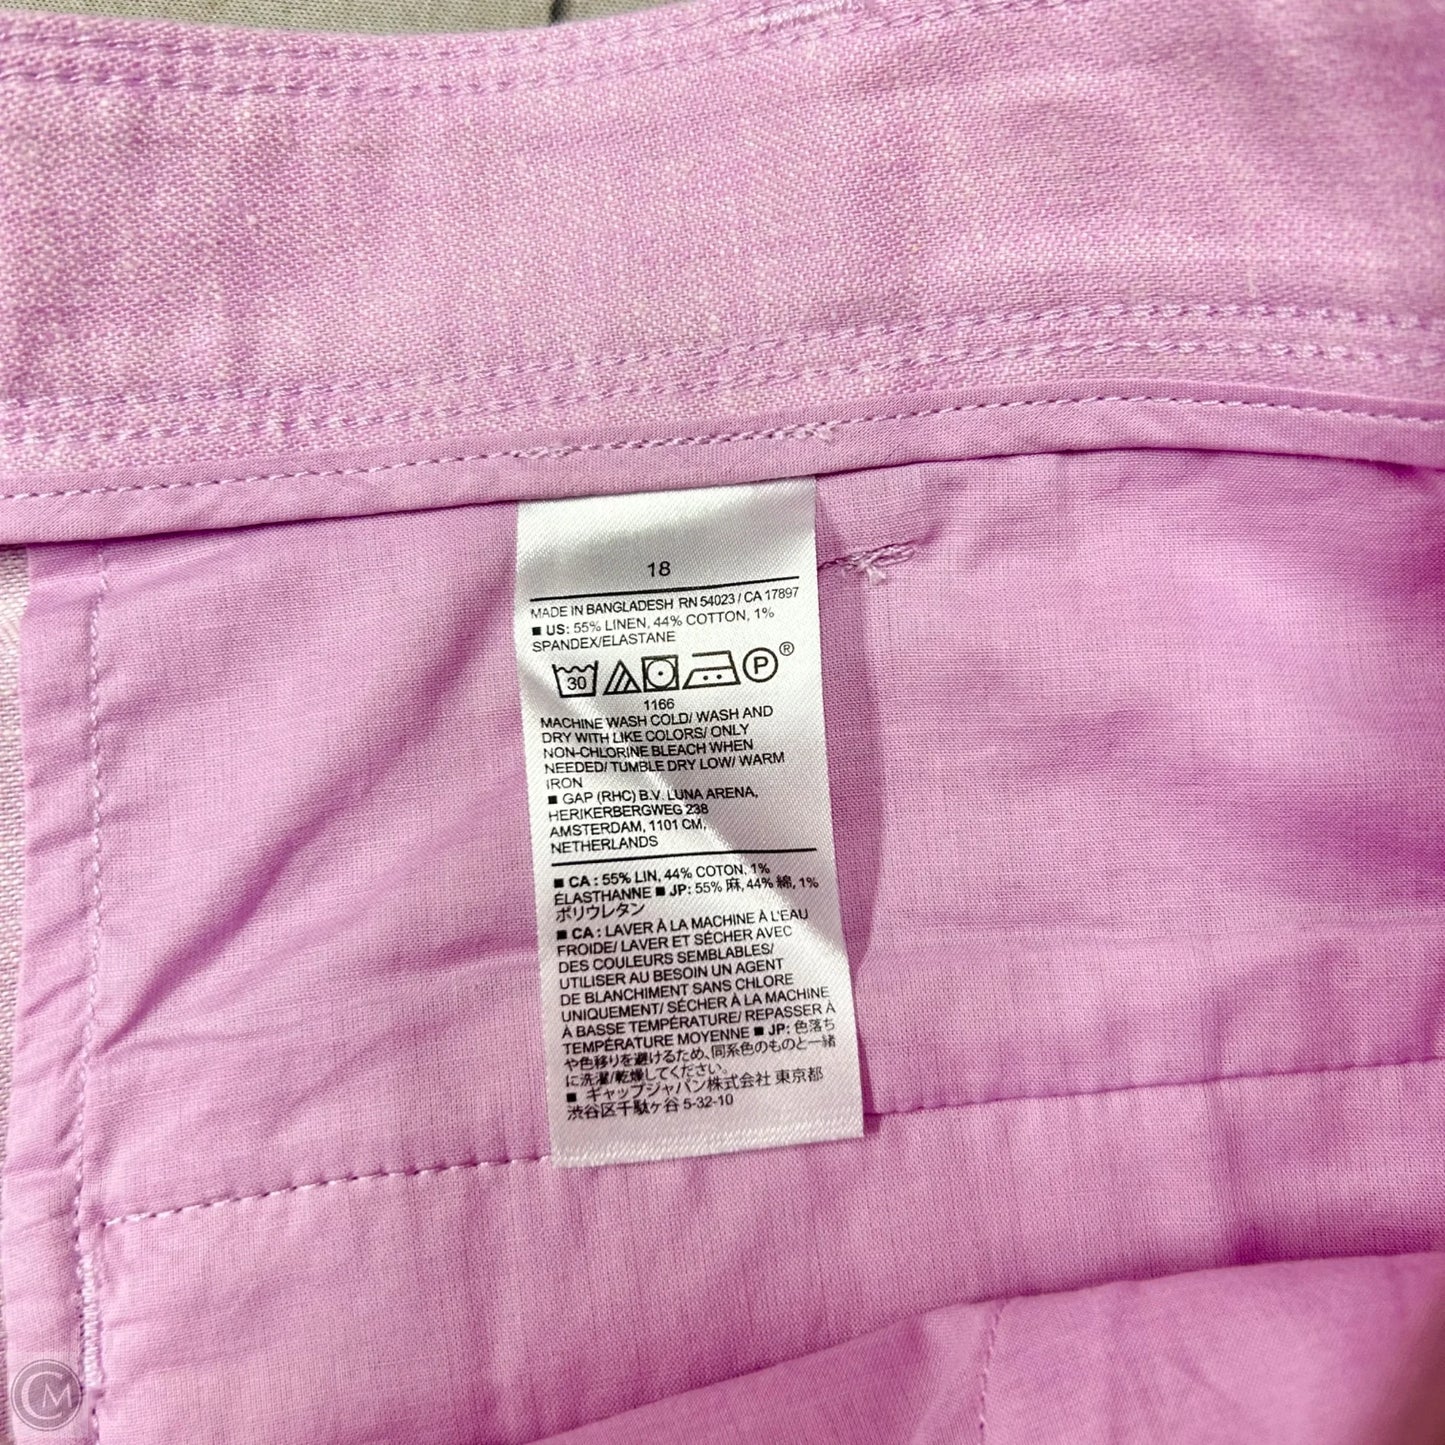 18
MADE IN BANGLADESH RN 54023 / CA 17897
■ US: 55% LINEN, 44% COTTON, 1%
SPANDEX/ELASTANE
30 P®
1166
MACHINE WASH COLD/ WASH AND
DRY WITH LIKE COLORS/ ONLY
NON-CHLORINE BLEACH WHEN
NEEDED/ TUMBLE DRY LOW/ WARM
IRON
■ GAP (RHC) B.V. LUNA ARENA,
HERIKERBERGWEG 238
AMSTERDAM, 1101 CM,
NETHERLANDS
■ CA : 55% LIN, 44% COTON, 1%
ÉLASTHANNE ■ JP: 55% 麻, 44% 綿, 1%
ポリウレタン
■ CA : LAVER À LA MACHINE À L'EAU
FROIDE/ LAVER ET SÉCHER AVEC
DES COULEURS SEMBLABLES/
UTILISER AU BESOIN UN AGENT
DE BLANCHIMENT SANS CHLORE
UNIQUEMENT/ SÉCHER À LA MACHINE
À BASSE TEMPÉRATURE/ REPASSER À
TEMPÉRATURE MOYENNE ■ JP: 色落ち
や色移りを避けるため、同系色のものと一緒
に洗濯/乾燥してください。
■ ギャップジャパン株式会社 東京都
渋谷区千駄ヶ谷 5-32-10
CM